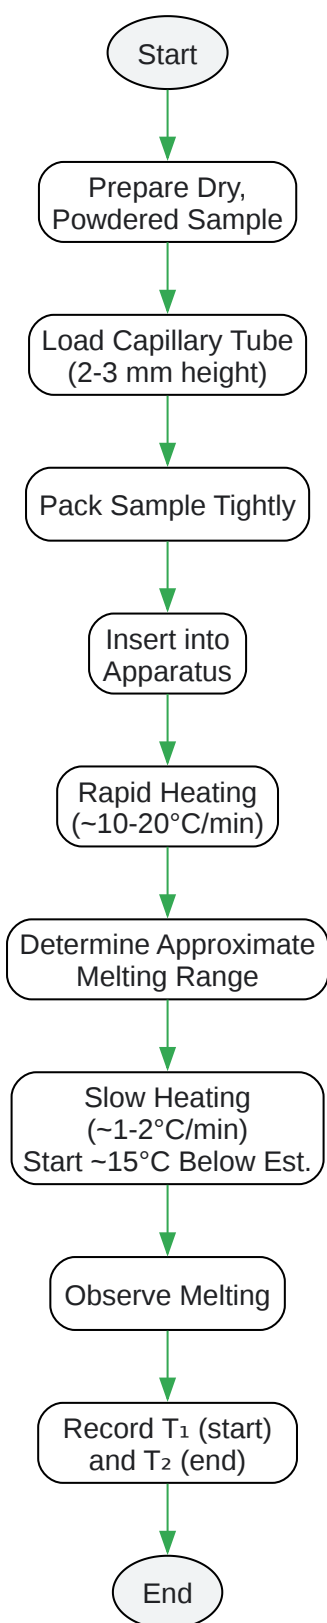 Start
Prepare Dry,
Powdered Sample
Load Capillary Tube
(2-3 mm height)
Pack Sample Tightly
Insert into
Apparatus
Rapid Heating
(~10-20°C/min)
Determine Approximate
Melting Range
Slow Heating
(~1-2°C/min)
Start ~15°C Below Est.
Observe Melting
Record T₁ (start)
and T₂ (end)
End